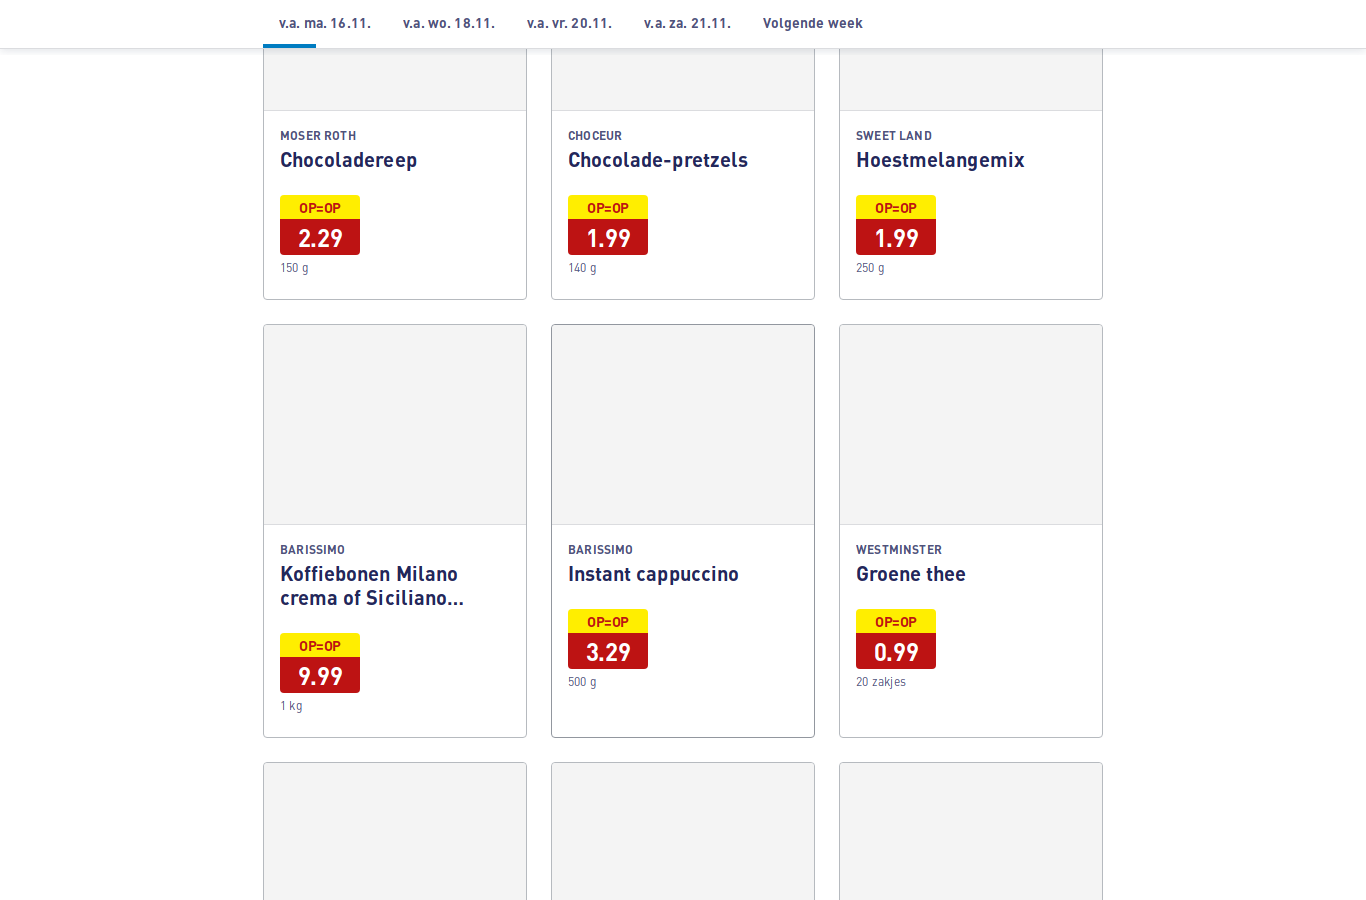 v.a. ma. 16.11.
v.a. wo. 18.11.
v.a. vr. 20.11.
v.a. za. 21.11.
Volgende week
MOSER ROTH
Chocoladereep
OP=OP
2.29
150 g
CHOCEUR
Chocolade-pretzels
OP=OP
1.99
140 g
SWEET LAND
Hoestmelangemix
OP=OP
1.99
250 g
BARISSIMO
Koffiebonen Milano
crema of Siciliano...
OP=OP
9.99
1 kg
BARISSIMO
Instant cappuccino
OP=OP
3.29
500 g
WESTMINSTER
Groene thee
OP=OP
0.99
20 zakjes